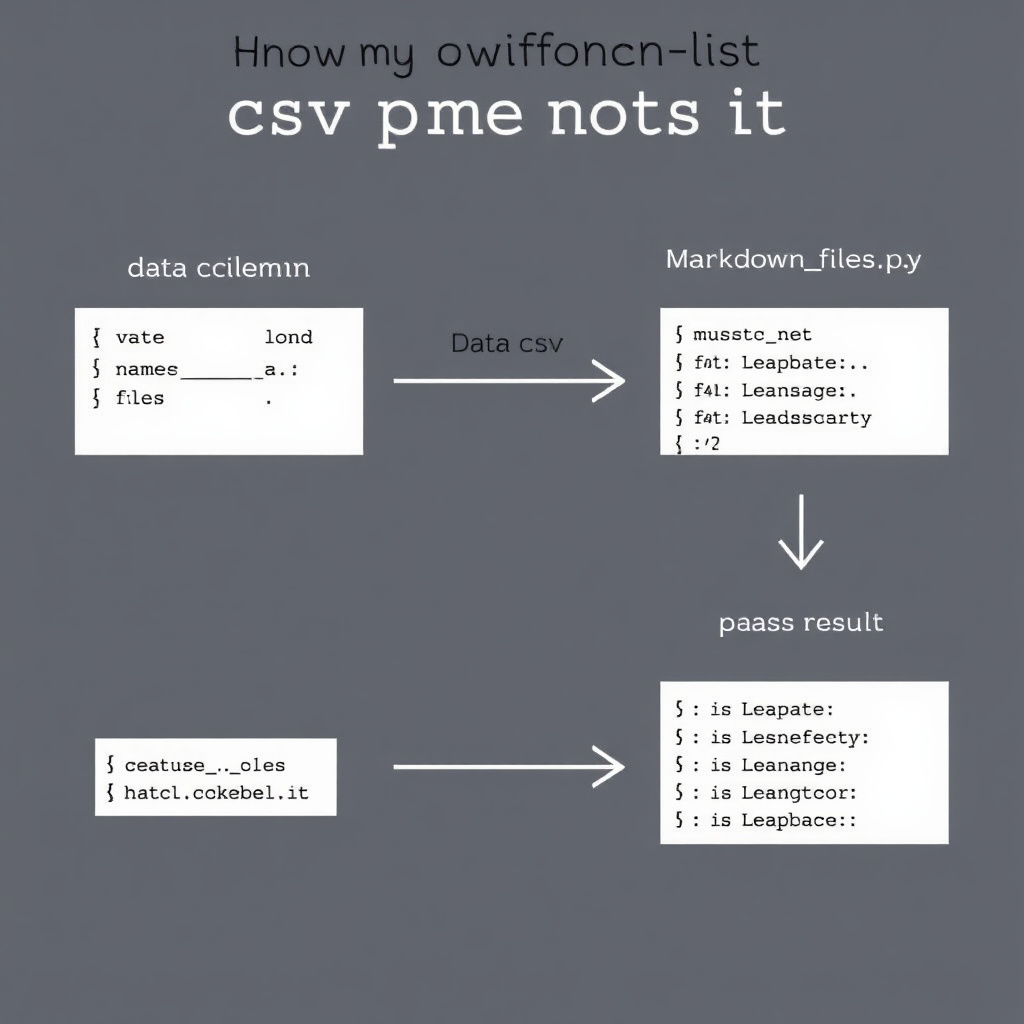 Hnow my owiffoncn-list
csv pme nots it
data ccilemın
Markdown_files.p.y
{ vate lond
{ names_______a.:
{ files .
Data csv
{ musstc_net
{ fat: Leapbate:..
{ f41: Leansage:.
{ fat: Leadsscarty
{ :'2
paass result
{ : is Leapate:
{ : is Lesnefecty:
{ : is Leanange:
{ : is Leangtcor:
{ : is Leapbace::
{ ceatuse_.._oles
{ hatcl.cokebel.it